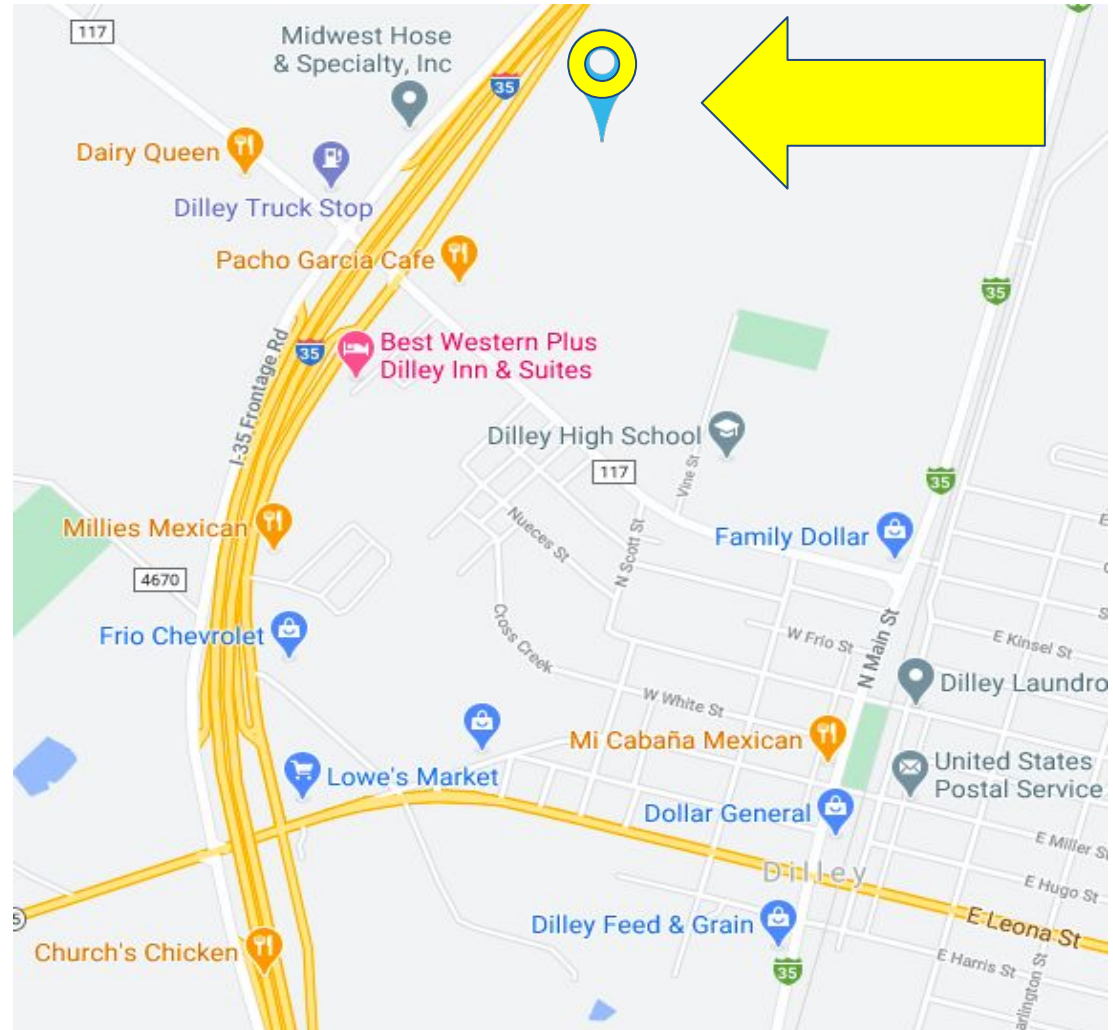 117
Midwest Hose
& Specialty, Inc
35
Dairy Queen
Dilley Truck Stop
Pacho Garcia Cafe
35
I-35 Frontage Rd
35
Best Western Plus
Dilley Inn & Suites
Dilley High School
117
Vine St
35
Millies Mexican
Nueces St
N Scott St
Family Dollar
4670
Frio Chevrolet
Cross Creek
W Frio St
N Main St
E Kinsel St
Dilley Laundro
W White St
Mi Cabaña Mexican
United States
Postal Service
Lowe's Market
Dollar General
E Miller St
Dilley
E Hugo St
5
Dilley Feed & Grain
E Leona St
Church's Chicken
E Harris St
35
arlington St